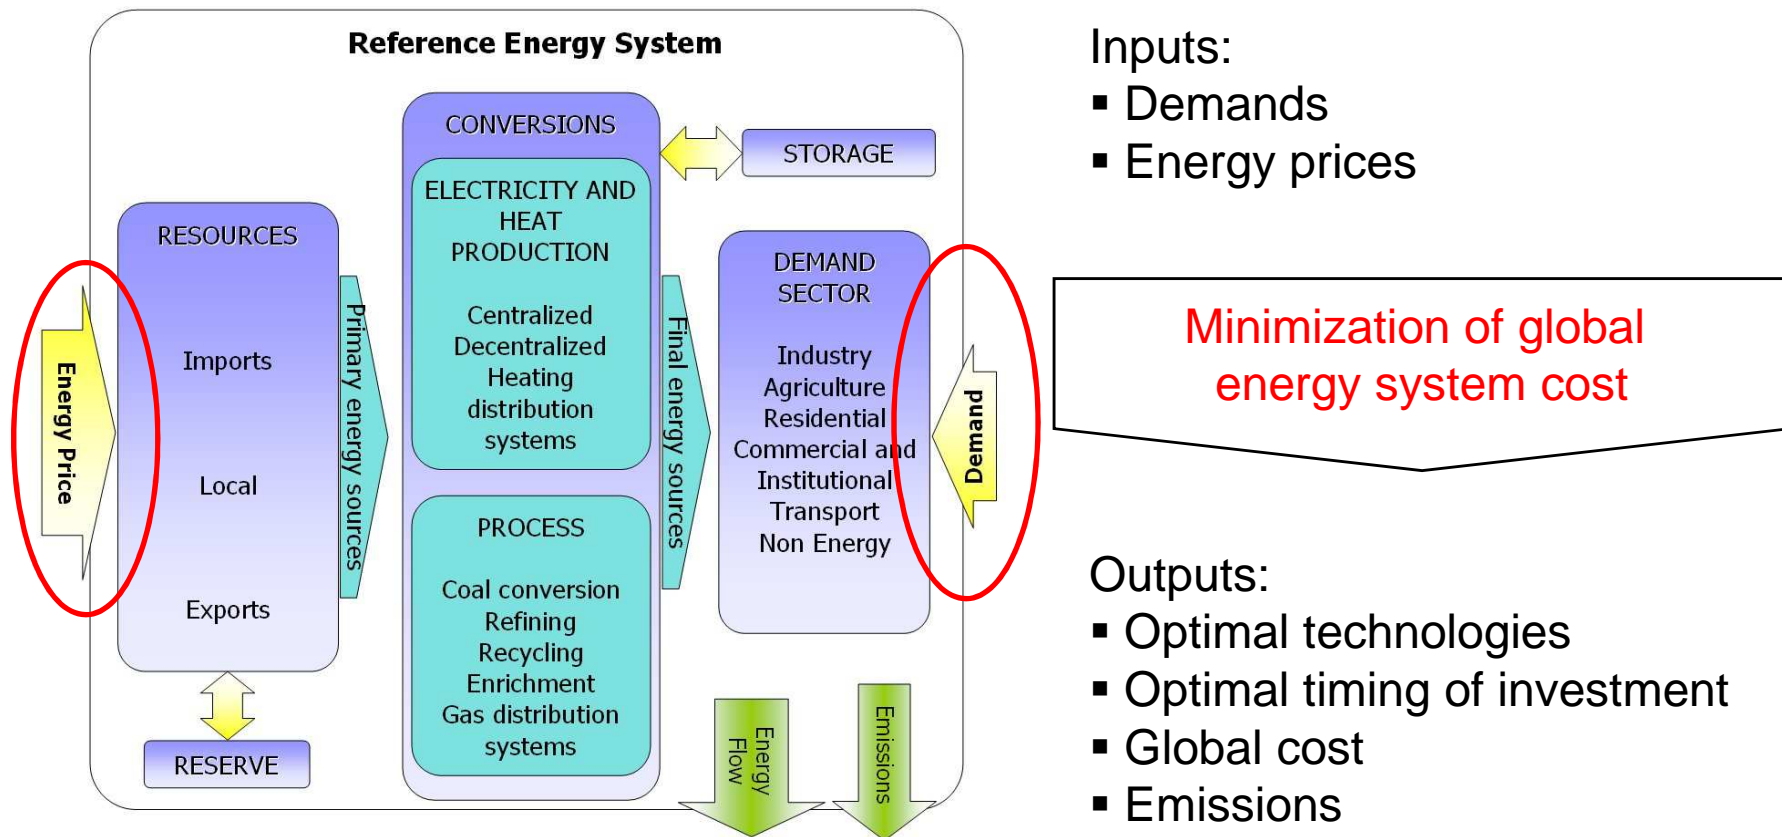 Reference Energy System
Energy Price
RESOURCES
Imports
Local
Exports
RESERVE
Primary energy sources
CONVERSIONS
ELECTRICITY AND
HEAT
PRODUCTION
Centralized
Decentralized
Heating
distribution
systems
PROCESS
Coal conversion
Refining
Recycling
Enrichment
Gas distribution
systems
STORAGE
Final energy sources
DEMAND
SECTOR
Industry
Agriculture
Residential
Commercial and
Institutional
Transport
Non Energy
Demand
Energy
Flow
Emissions
Inputs:
▪ Demands
▪ Energy prices
Minimization of global
energy system cost
Outputs:
▪ Optimal technologies
▪ Optimal timing of investment
▪ Global cost
▪ Emissions